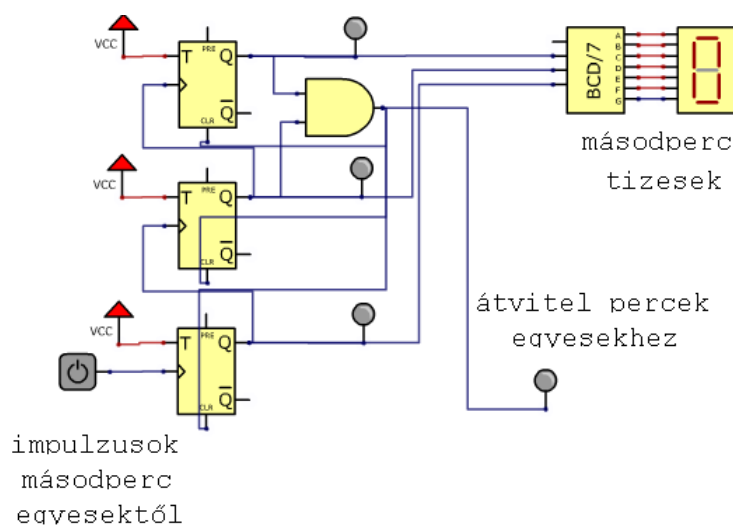 VCC
T
PRE
Q
Q
CLR
BCD/7
A
B
C
D
E
F
G
0
másodperc
tizesek
VCC
T
PRE
Q
Q
CLR
átvitel percek
egyesekhez
VCC
T
PRE
Q
Q
CLR
impulzusok
másodperc
egyesektől